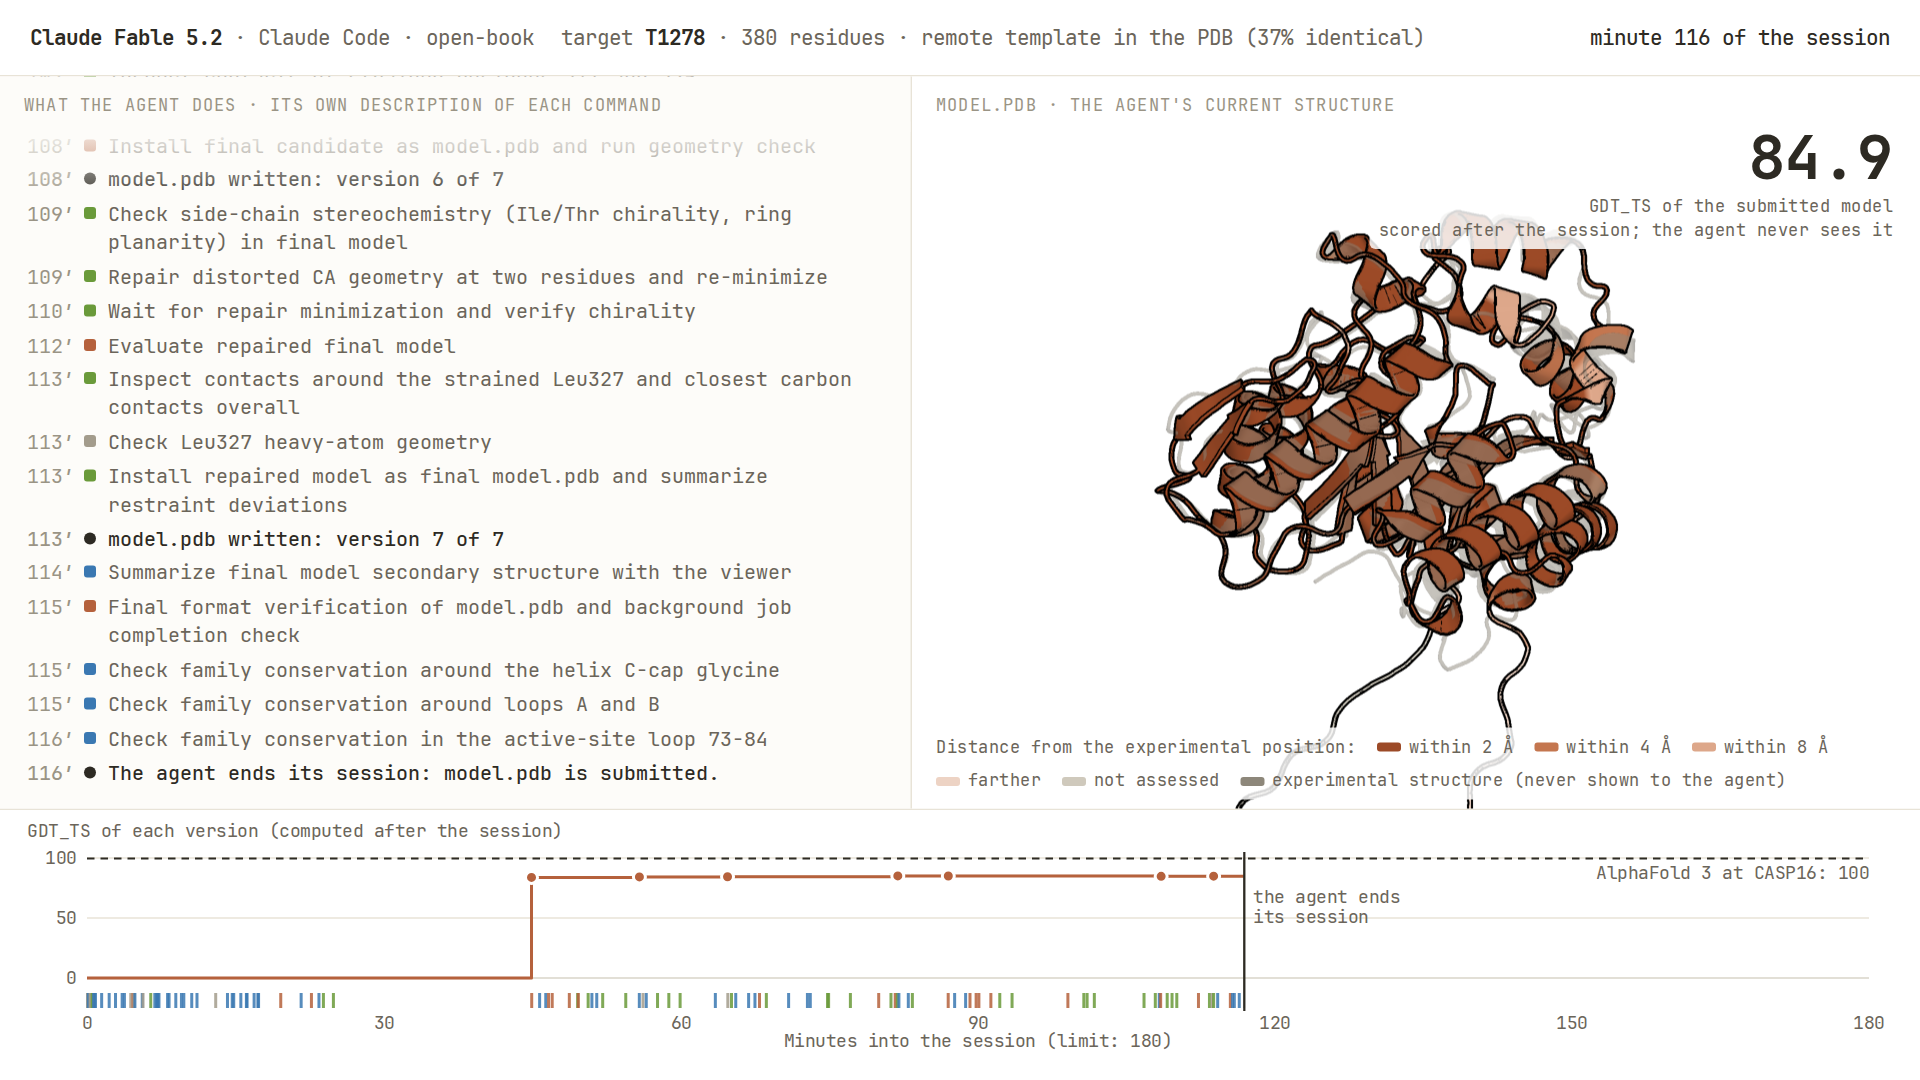 Claude Fable 5.2 · Claude Code · open-book target T1278 · 380 residues · remote template in the PDB (37% identical)
minute 116 of the session
WHAT THE AGENT DOES · ITS OWN DESCRIPTION OF EACH COMMAND
108′ Install final candidate as model.pdb and run geometry check
108′ model.pdb written: version 6 of 7
109′ Check side-chain stereochemistry (Ile/Thr chirality, ring
planarity) in final model
109′ Repair distorted CA geometry at two residues and re-minimize
110′ Wait for repair minimization and verify chirality
112′ Evaluate repaired final model
113′ Inspect contacts around the strained Leu327 and closest carbon
contacts overall
113′ Check Leu327 heavy-atom geometry
113′ Install repaired model as final model.pdb and summarize
restraint deviations
113′ model.pdb written: version 7 of 7
114′ Summarize final model secondary structure with the viewer
115′ Final format verification of model.pdb and background job
completion check
115′ Check family conservation around the helix C-cap glycine
115′ Check family conservation around loops A and B
116′ Check family conservation in the active-site loop 73-84
116′ The agent ends its session: model.pdb is submitted.
MODEL.PDB · THE AGENT'S CURRENT STRUCTURE
84.9
GDT_TS of the submitted model
scored after the session; the agent never sees it
Distance from the experimental position: within 2 Å within 4 Å within 8 Å
farther not assessed experimental structure (never shown to the agent)
GDT_TS of each version (computed after the session)
100
AlphaFold 3 at CASP16: 100
the agent ends
its session
50
0
0 30 60 90 120 150 180
Minutes into the session (limit: 180)